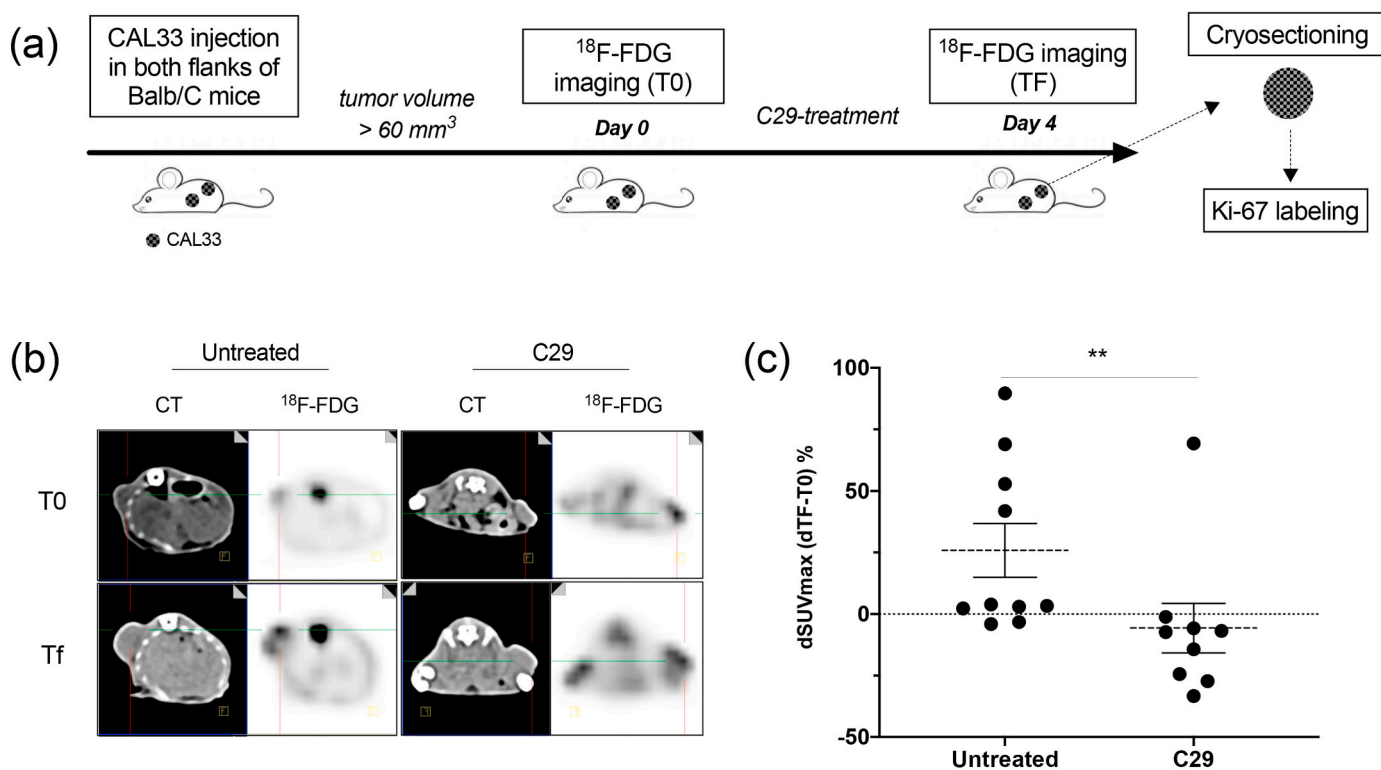 (a)
CAL33 injection
in both flanks of
Balb/C mice
tumor volume
> 60 mm³
¹⁸F-FDG
imaging (T0)
Day 0
C29-treatment
¹⁸F-FDG imaging
(TF)
Day 4
Cryosectioning
Ki-67 labeling
CAL33
(b)
Untreated
C29
CT
¹⁸F-FDG
CT
¹⁸F-FDG
T0
Tf
(c)
**
dSUVmax (dTF-T0) %
100
50
0
-50
Untreated
C29